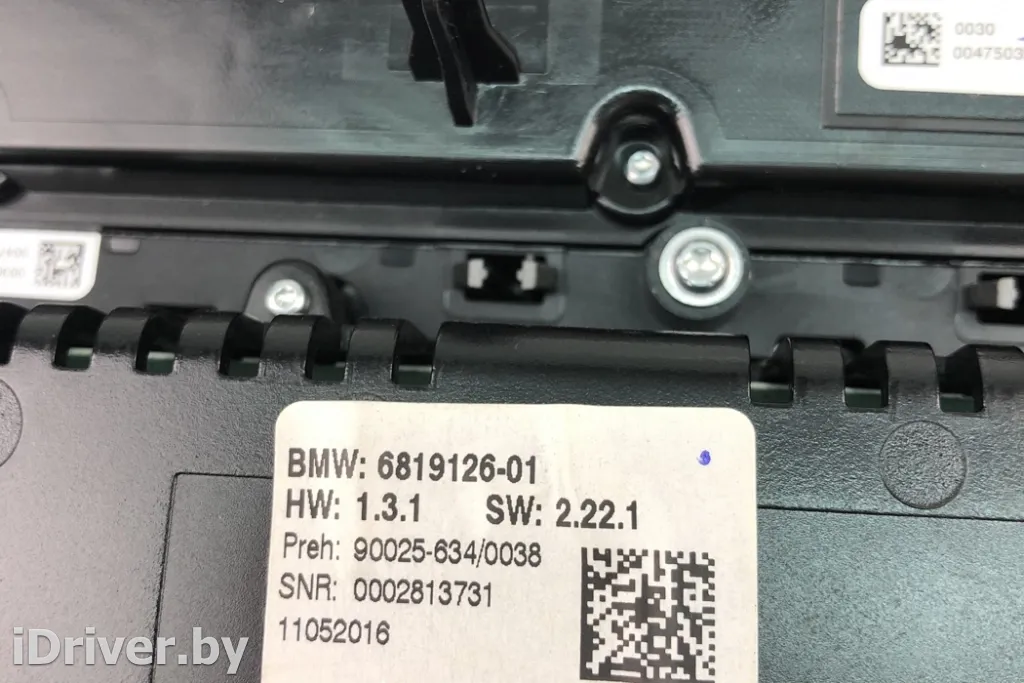 0030
0047503
BMW: 6819126-01
HW: 1.3.1 SW: 2.22.1
Preh: 90025-634/0038
SNR: 0002813731
11052016
iDriver.by